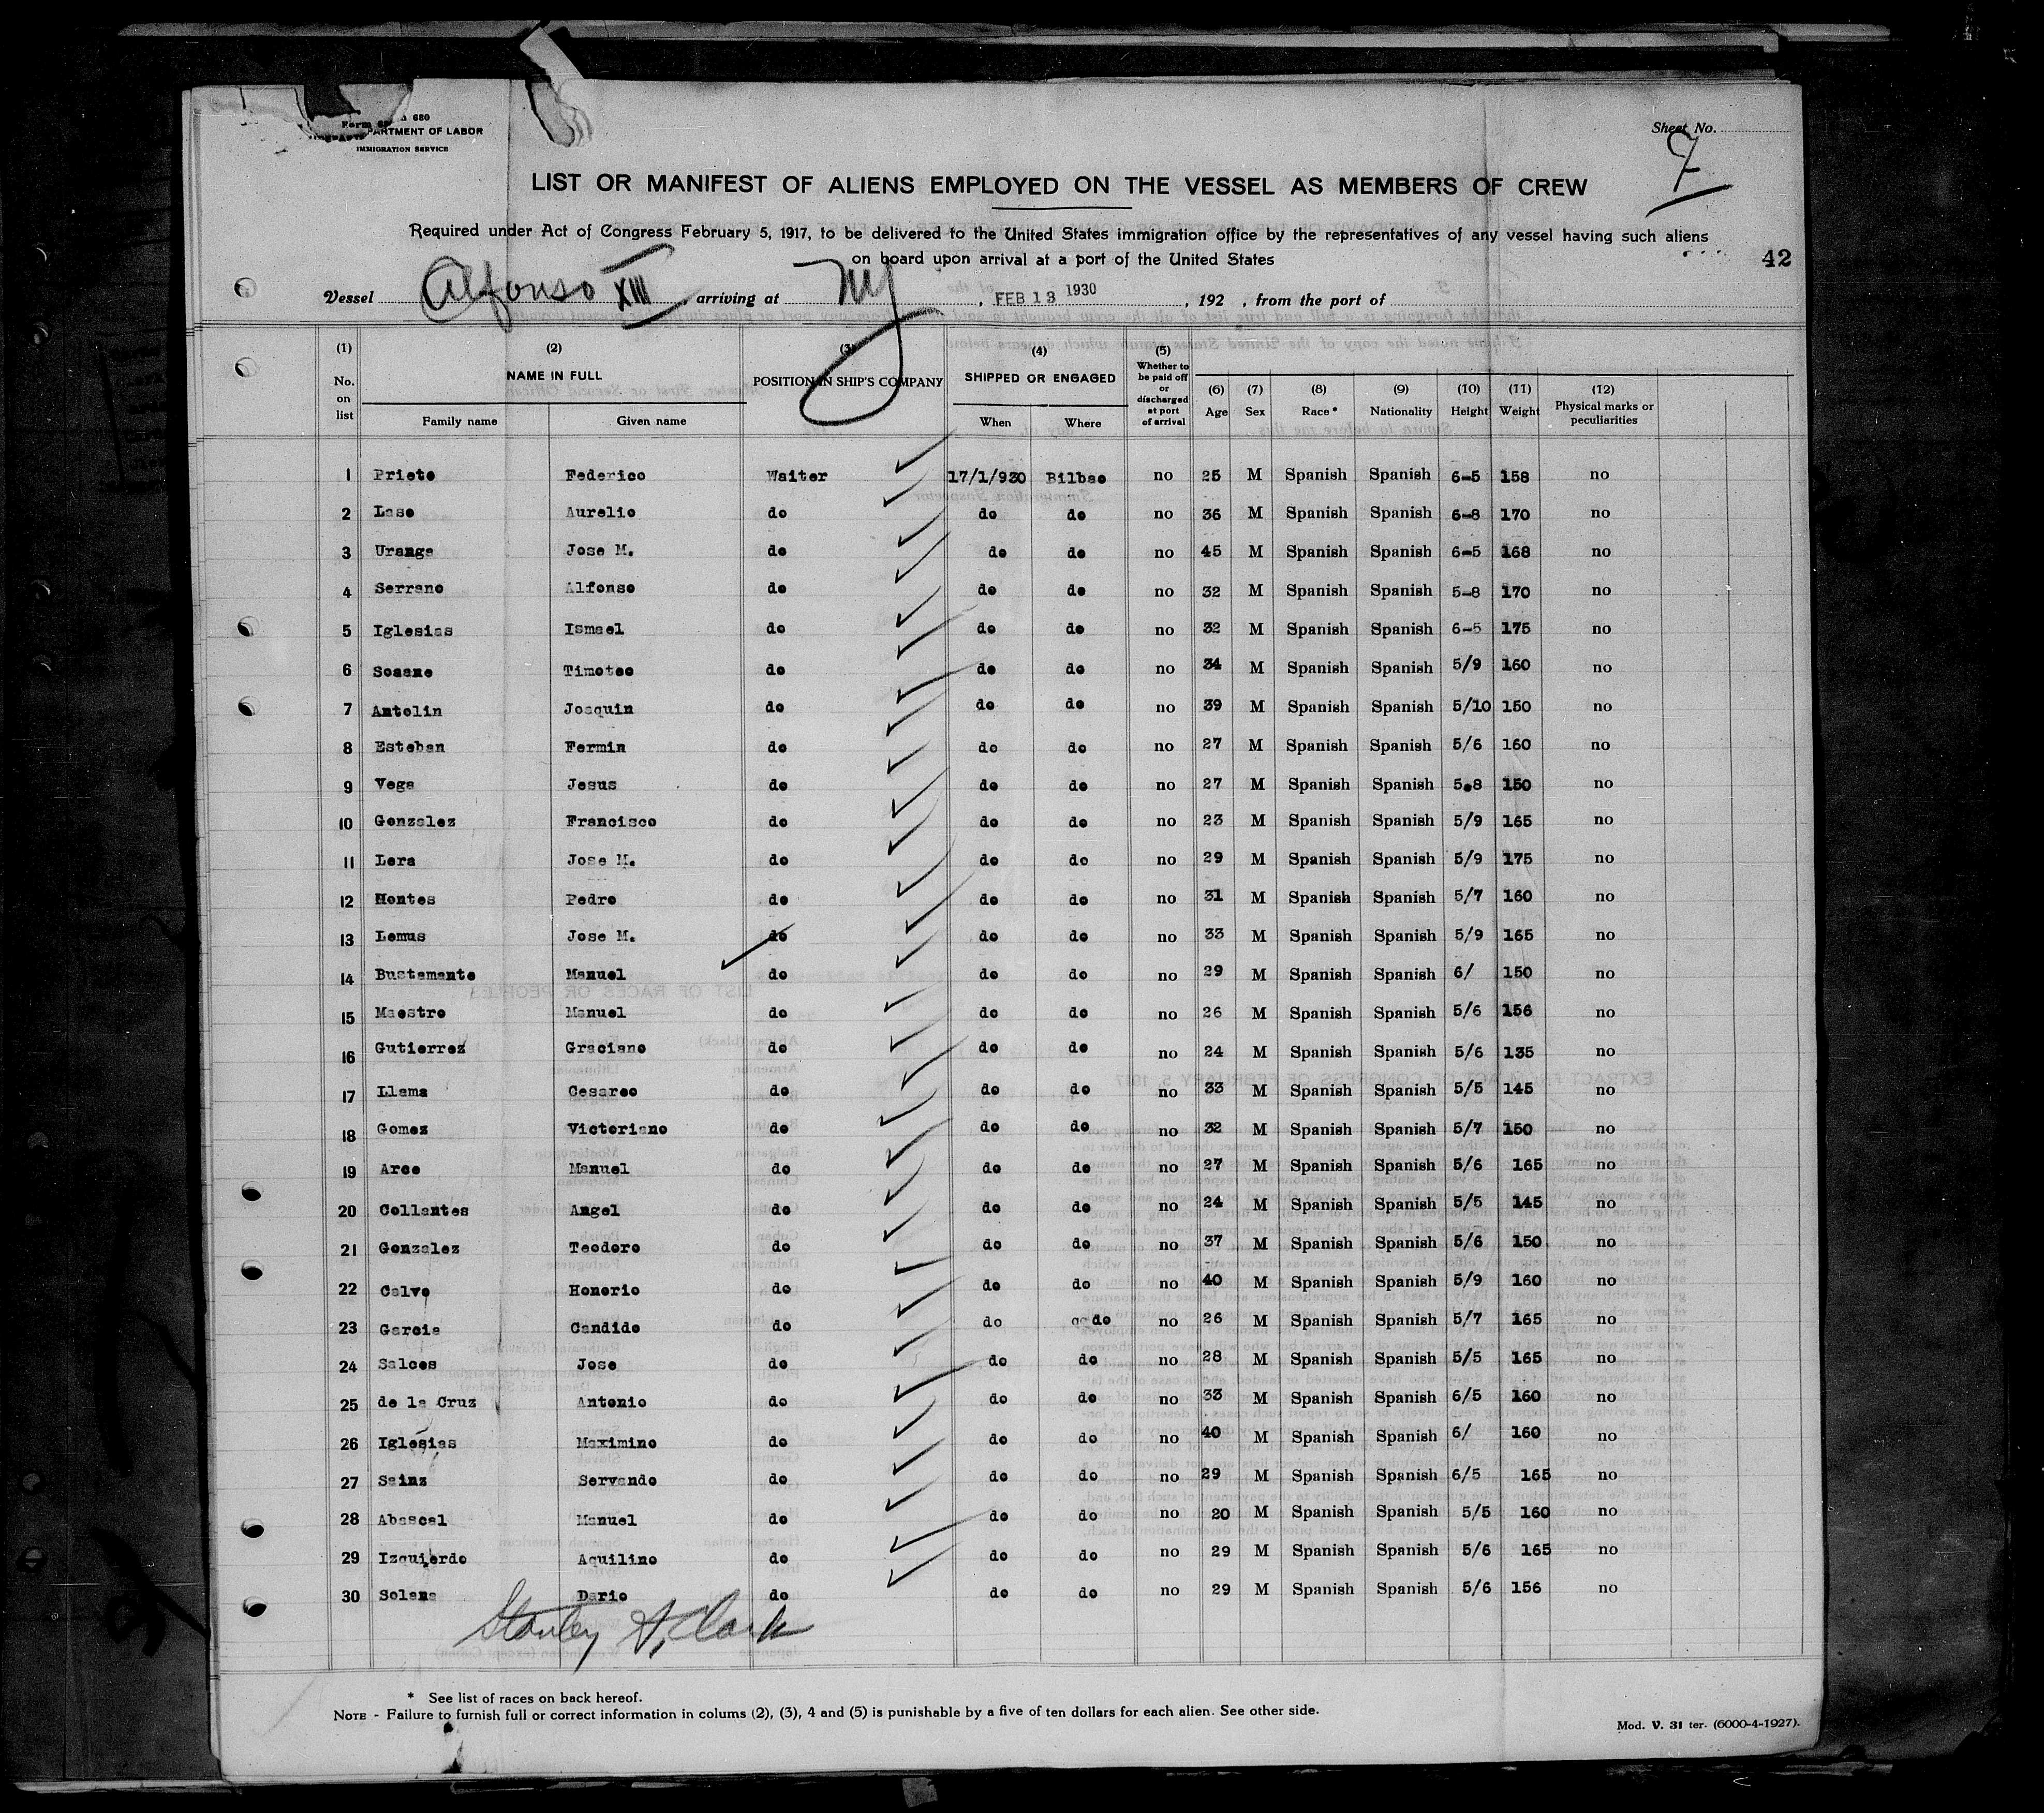 Form 680
DEPARTMENT OF LABOR
IMMIGRATION SERVICE
Sheet No.
7
LIST OR MANIFEST OF ALIENS EMPLOYED ON THE VESSEL AS MEMBERS OF CREW
Required under Act of Congress February 5, 1917, to be delivered to the United States immigration office by the representatives of any vessel having such aliens
on board upon arrival at a port of the United States
42
Vessel Alfonso XIII, arriving at NY, FEB 13 1930, 192 , from the port of
(1) (2) (3) (4) (5)
No. on list NAME IN FULL POSITION IN SHIP'S COMPANY SHIPPED OR ENGAGED Whether to be paid off or discharged at port of arrival (6) Age (7) Sex (8) Race* (9) Nationality (10) Height (11) Weight (12) Physical marks or peculiarities
Family name Given name When Where
1 Prieto Federico Waiter 17/1/930 Bilbao no 25 M Spanish Spanish 6-5 158 no
2 Laso Aurelio do do do no 36 M Spanish Spanish 6-8 170 no
3 Uranga Jose M. do do do no 45 M Spanish Spanish 6-5 168 no
4 Serrano Alfonso do do do no 32 M Spanish Spanish 5-8 170 no
5 Iglesias Ismael do do do no 32 M Spanish Spanish 6-5 175 no
6 Sosane Timoteo do do do no 34 M Spanish Spanish 5/9 160 no
7 Antolin Joaquin do do do no 39 M Spanish Spanish 5/10 150 no
8 Esteban Fermin do do do no 27 M Spanish Spanish 5/6 160 no
9 Vega Jesus do do do no 27 M Spanish Spanish 5.8 150 no
10 Gonzalez Francisco do do do no 23 M Spanish Spanish 5/9 165 no
11 Lera Jose M. do do do no 29 M Spanish Spanish 5/9 175 no
12 Montes Pedro do do do no 31 M Spanish Spanish 5/7 160 no
13 Lemus Jose M. do do do no 33 M Spanish Spanish 5/9 165 no
14 Bustamante Manuel do do do no 29 M Spanish Spanish 6/ 150 no
15 Maestro Manuel do do do no 26 M Spanish Spanish 5/6 156 no
16 Gutierrez Graciano do do do no 24 M Spanish Spanish 5/6 135 no
17 Llama Cesareo do do do no 33 M Spanish Spanish 5/5 145 no
18 Gomez Victoriano do do do no 32 M Spanish Spanish 5/7 150 no
19 Arce Manuel do do do no 27 M Spanish Spanish 5/6 165 no
20 Collantes Angel do do do no 24 M Spanish Spanish 5/5 145 no
21 Gonzalez Teodoro do do do no 37 M Spanish Spanish 5/6 150 no
22 Calvo Honorio do do do no 40 M Spanish Spanish 5/9 160 no
23 Garcia Candido do do do no 26 M Spanish Spanish 5/7 165 no
24 Salces Jose do do do no 28 M Spanish Spanish 5/5 165 no
25 de la Cruz Antonio do do do no 33 M Spanish Spanish 6/5 160 no
26 Iglesias Maximino do do do no 40 M Spanish Spanish 6/ 160 no
27 Sainz Servando do do do no 29 M Spanish Spanish 6/5 165 no
28 Abascal Manuel do do do no 20 M Spanish Spanish 5/5 160 no
29 Izquierdo Aquilino do do do no 29 M Spanish Spanish 5/6 165 no
30 Solana Dario do do do no 29 M Spanish Spanish 5/6 156 no
Stanley A. Clark
* See list of races on back hereof.
NOTE - Failure to furnish full or correct information in colums (2), (3), 4 and (5) is punishable by a five of ten dollars for each alien. See other side.
Mod. V. 31 ter. (6000-4-1927).